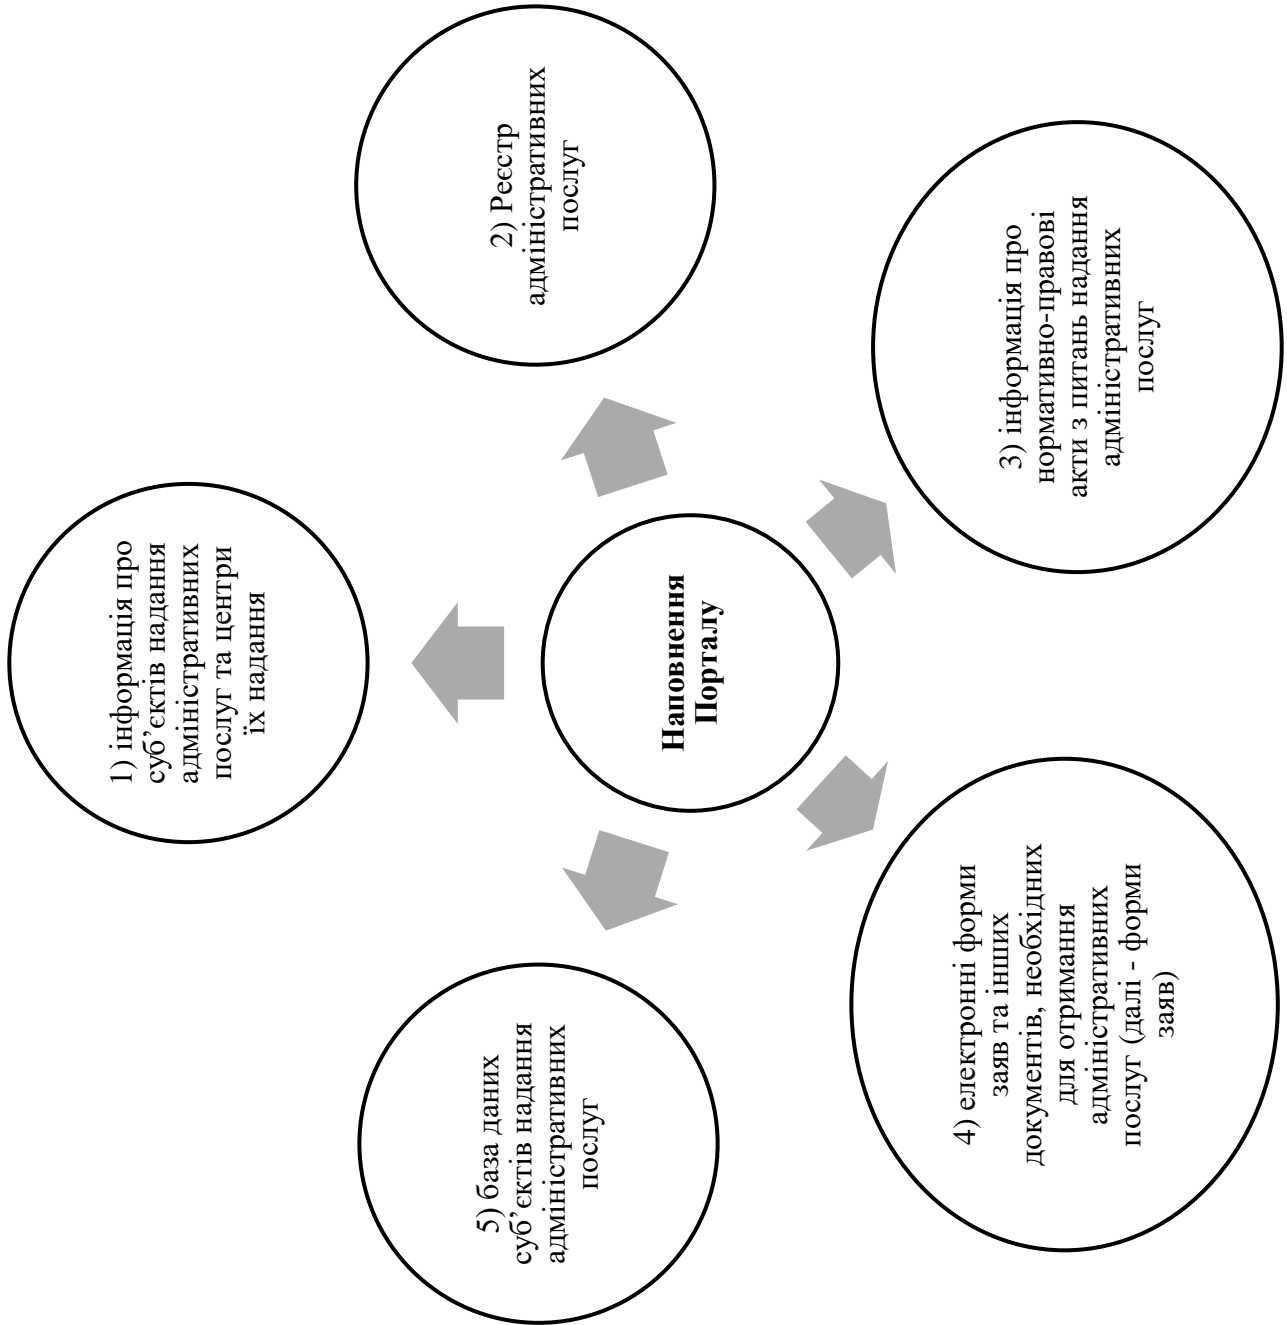 Наповнення
Порталу
1) інформація про
суб’єктів надання
адміністративних
послуг та центри
їх надання
2) Реєстр
адміністративних
послуг
3) інформація про
нормативно-правові
акти з питань надання
адміністративних
послуг
4) електронні форми
заяв та інших
документів, необхідних
для отримання
адміністративних
послуг (далі - форми
заяв)
5) база даних
суб’єктів надання
адміністративних
послуг